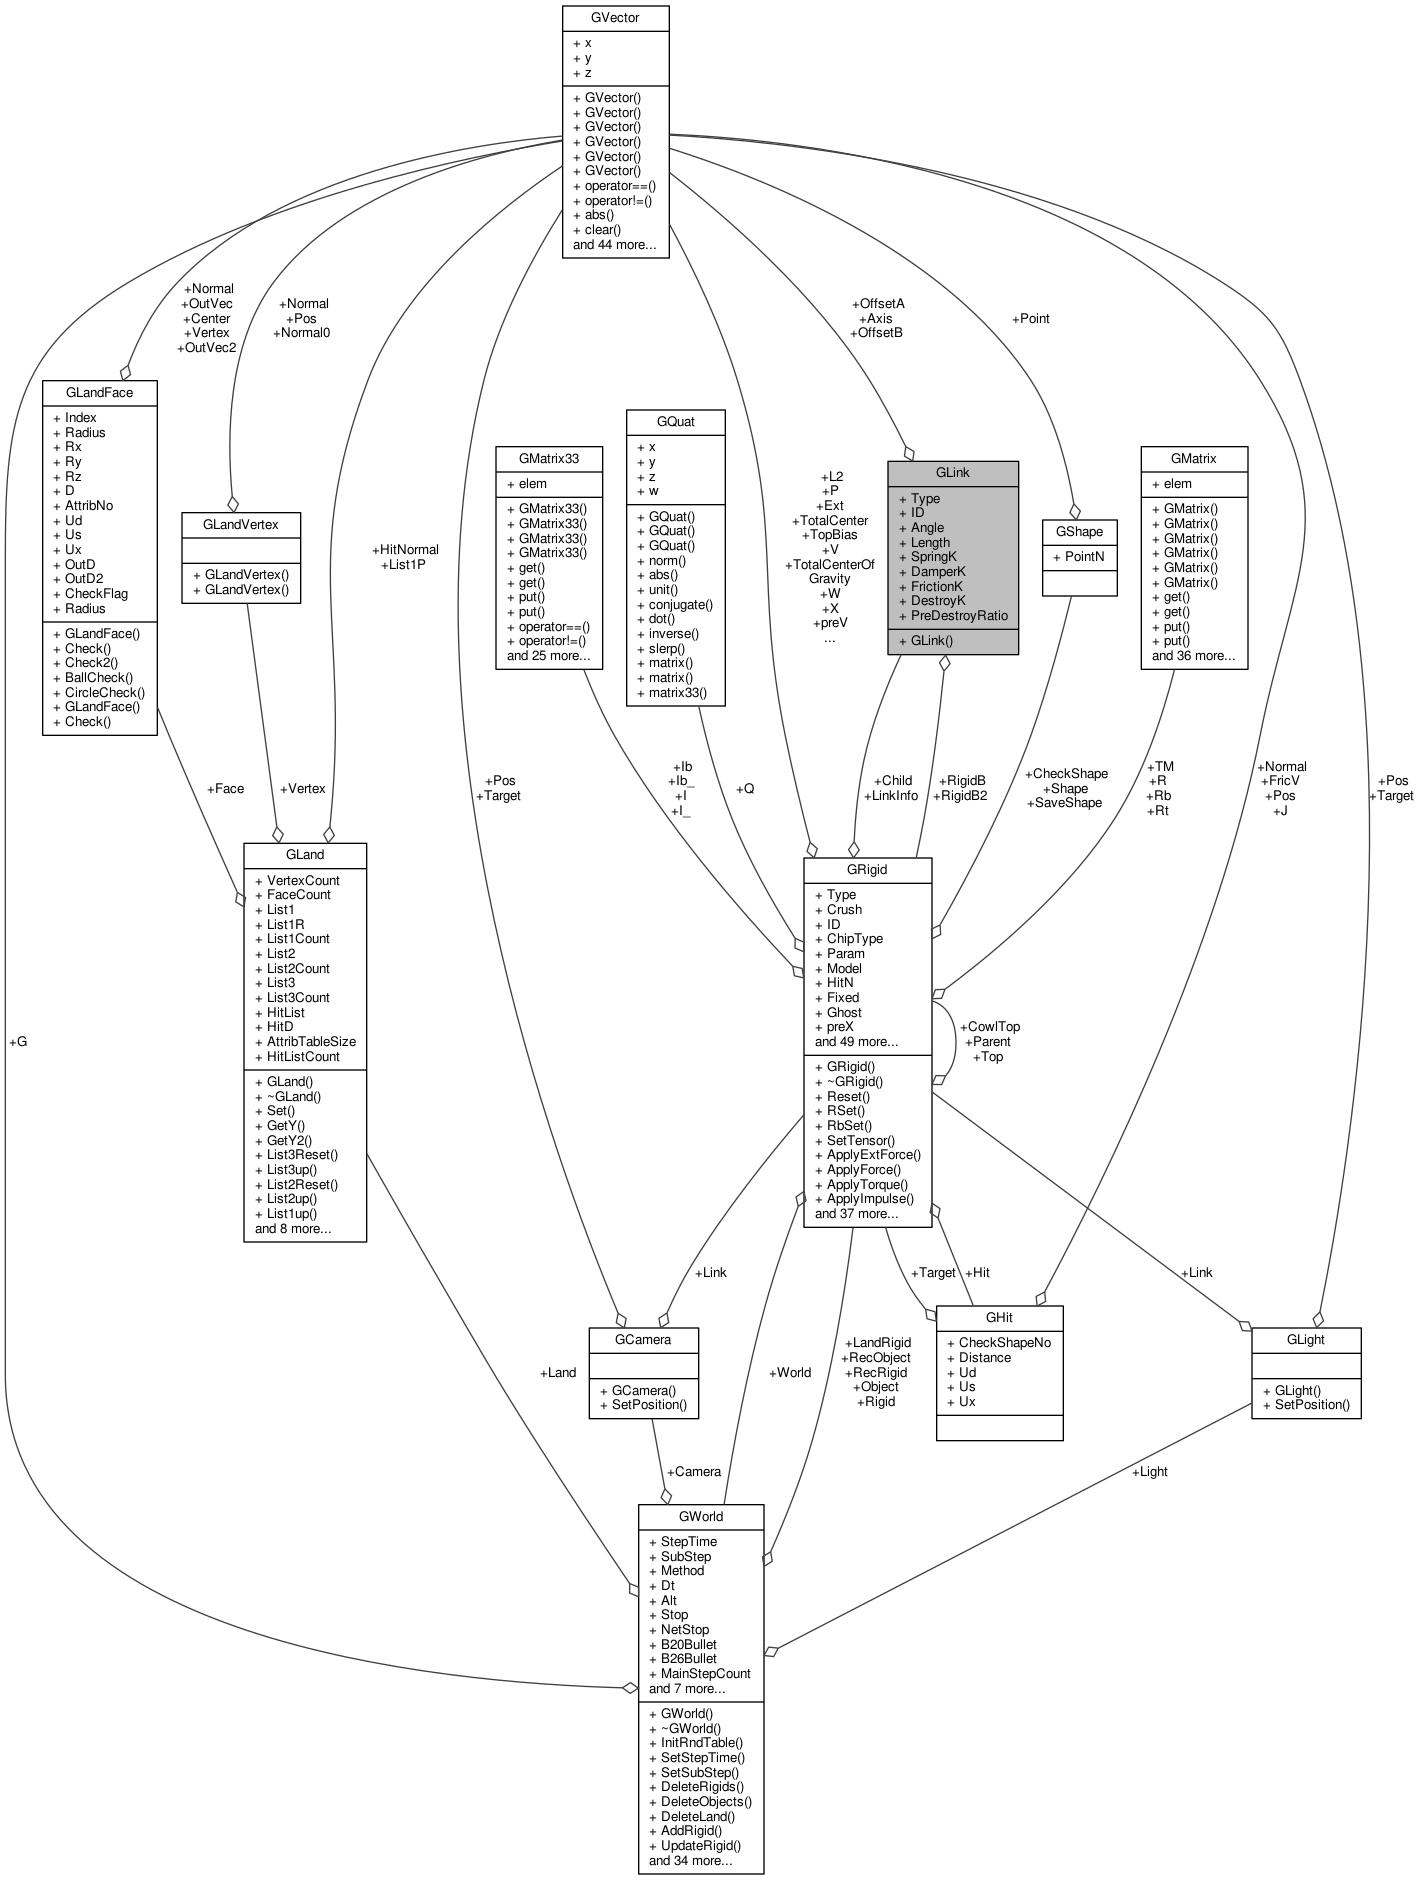 GVector
+ x
+ y
+ z
+ GVector()
+ GVector()
+ GVector()
+ GVector()
+ GVector()
+ GVector()
+ operator==()
+ operator!=()
+ abs()
+ clear()
and 44 more...
+Normal
+OutVec
+Center
+Vertex
+OutVec2
+Normal
+Pos
+Normal0
+OffsetA
+Axis
+OffsetB
+Point
GLandFace
+ Index
+ Radius
+ Rx
+ Ry
+ Rz
+ D
+ AttribNo
+ Ud
+ Us
+ Ux
+ OutD
+ OutD2
+ CheckFlag
+ Radius
+ GLandFace()
+ Check()
+ Check2()
+ BallCheck()
+ CircleCheck()
+ GLandFace()
+ Check()
GLandVertex
+ GLandVertex()
+ GLandVertex()
+HitNormal
+List1P
GMatrix33
+ elem
+ GMatrix33()
+ GMatrix33()
+ GMatrix33()
+ GMatrix33()
+ get()
+ get()
+ put()
+ put()
+ operator==()
+ operator!=()
and 25 more...
GQuat
+ x
+ y
+ z
+ w
+ GQuat()
+ GQuat()
+ GQuat()
+ norm()
+ abs()
+ unit()
+ conjugate()
+ dot()
+ inverse()
+ slerp()
+ matrix()
+ matrix()
+ matrix33()
+L2
+P
+Ext
+TotalCenter
+TopBias
+V
+TotalCenterOf
Gravity
+W
+X
+preV
...
GLink
+ Type
+ ID
+ Angle
+ Length
+ SpringK
+ DamperK
+ FrictionK
+ DestroyK
+ PreDestroyRatio
+ GLink()
GShape
+ PointN
GMatrix
+ elem
+ GMatrix()
+ GMatrix()
+ GMatrix()
+ GMatrix()
+ GMatrix()
+ GMatrix()
+ get()
+ get()
+ put()
+ put()
and 36 more...
+Face
+Vertex
+Pos
+Target
+Ib
+Ib_
+I
+I_
+Q
+Child
+LinkInfo
+RigidB
+RigidB2
+CheckShape
+Shape
+SaveShape
+TM
+R
+Rb
+Rt
+Normal
+FricV
+Pos
+J
+Pos
+Target
GLand
+ VertexCount
+ FaceCount
+ List1
+ List1R
+ List1Count
+ List2
+ List2Count
+ List3
+ List3Count
+ HitList
+ HitD
+ AttribTableSize
+ HitListCount
+ GLand()
+ ~GLand()
+ Set()
+ GetY()
+ GetY2()
+ List3Reset()
+ List3up()
+ List2Reset()
+ List2up()
+ List1up()
and 8 more...
GRigid
+ Type
+ Crush
+ ID
+ ChipType
+ Param
+ Model
+ HitN
+ Fixed
+ Ghost
+ preX
and 49 more...
+ GRigid()
+ ~GRigid()
+ Reset()
+ RSet()
+ RbSet()
+ SetTensor()
+ ApplyExtForce()
+ ApplyForce()
+ ApplyTorque()
+ ApplyImpulse()
and 37 more...
+G
+CowlTop
+Parent
+Top
+Link
+Target
+Hit
+Link
GCamera
+ GCamera()
+ SetPosition()
+Land
+World
+LandRigid
+RecObject
+RecRigid
+Object
+Rigid
GHit
+ CheckShapeNo
+ Distance
+ Ud
+ Us
+ Ux
GLight
+ GLight()
+ SetPosition()
+Camera
+Light
GWorld
+ StepTime
+ SubStep
+ Method
+ Dt
+ Alt
+ Stop
+ NetStop
+ B20Bullet
+ B26Bullet
+ MainStepCount
and 7 more...
+ GWorld()
+ ~GWorld()
+ InitRndTable()
+ SetStepTime()
+ SetSubStep()
+ DeleteRigids()
+ DeleteObjects()
+ DeleteLand()
+ AddRigid()
+ UpdateRigid()
and 34 more...